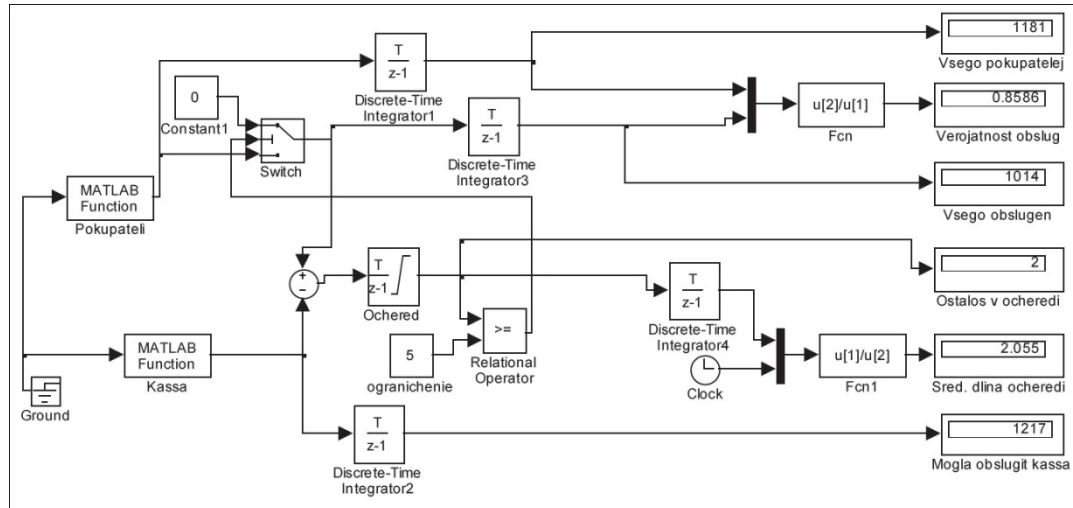 1181
Vsego pokupatelej
T
z-1
Discrete-Time
Integrator1
0
Constant1
u[2]/u[1]
Fcn
0.8586
Verojatnost obslug
T
z-1
Discrete-Time
Integrator3
Switch
MATLAB
Function
Pokupateli
1014
Vsego obslugen
+
-
T
z-1
Ochered
2
Ostalos v ocheredi
T
z-1
Discrete-Time
Integrator4
>=
Relational
Operator
5
ogranichenie
MATLAB
Function
Kassa
Clock
u[1]/u[2]
Fcn1
2.055
Sred. dlina ocheredi
Ground
T
z-1
Discrete-Time
Integrator2
1217
Mogla obslugit kassa